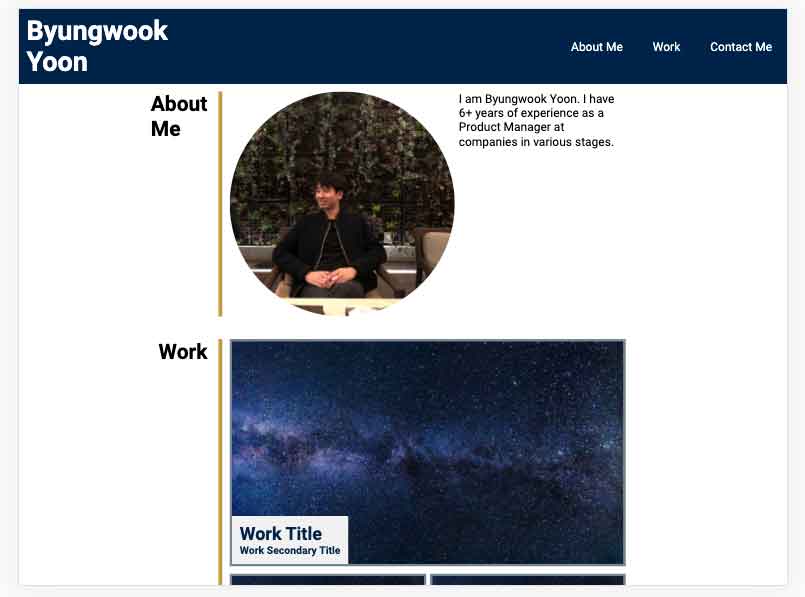 Byungwook
Yoon
About Me
Work
Contact Me
About
Me
I am Byungwook Yoon. I have
6+ years of experience as a
Product Manager at
companies in various stages.
Work
Work Title
Work Secondary Title